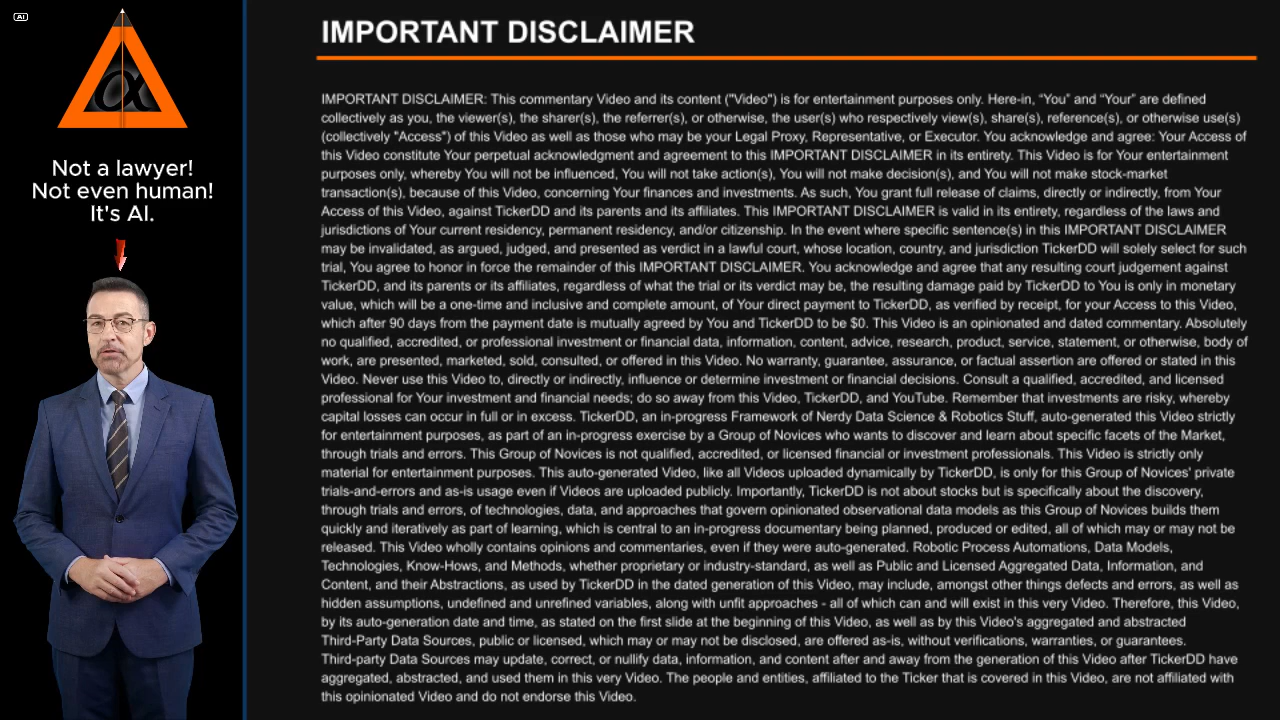 AI
Not a lawyer!
Not even human!
It's AI.
IMPORTANT DISCLAIMER
IMPORTANT DISCLAIMER: This commentary Video and its content ("Video") is for entertainment purposes only. Here-in, “You” and “Your” are defined
collectively as you, the viewer(s), the sharer(s), the referrer(s), or otherwise, the user(s) who respectively view(s), share(s), reference(s), or otherwise use(s)
(collectively "Access") of this Video as well as those who may be your Legal Proxy, Representative, or Executor. You acknowledge and agree: Your Access of
this Video constitute Your perpetual acknowledgment and agreement to this IMPORTANT DISCLAIMER in its entirety. This Video is for Your entertainment
purposes only, whereby You will not be influenced, You will not take action(s), You will not make decision(s), and You will not make stock-market
transaction(s), because of this Video, concerning Your finances and investments. As such, You grant full release of claims, directly or indirectly, from Your
Access of this Video, against TickerDD and its parents and its affiliates. This IMPORTANT DISCLAIMER is valid in its entirety, regardless of the laws and
jurisdictions of Your current residency, permanent residency, and/or citizenship. In the event where specific sentence(s) in this IMPORTANT DISCLAIMER
may be invalidated, as argued, judged, and presented as verdict in a lawful court, whose location, country, and jurisdiction TickerDD will solely select for such
trial, You agree to honor in force the remainder of this IMPORTANT DISCLAIMER. You acknowledge and agree that any resulting court judgement against
TickerDD, and its parents or its affiliates, regardless of what the trial or its verdict may be, the resulting damage paid by TickerDD to You is only in monetary
value, which will be a one-time and inclusive and complete amount, of Your direct payment to TickerDD, as verified by receipt, for your Access to this Video,
which after 90 days from the payment date is mutually agreed by You and TickerDD to be $0. This Video is an opinionated and dated commentary. Absolutely
no qualified, accredited, or professional investment or financial data, information, content, advice, research, product, service, statement, or otherwise, body of
work, are presented, marketed, sold, consulted, or offered in this Video. No warranty, guarantee, assurance, or factual assertion are offered or stated in this
Video. Never use this Video to, directly or indirectly, influence or determine investment or financial decisions. Consult a qualified, accredited, and licensed
professional for Your investment and financial needs; do so away from this Video, TickerDD, and YouTube. Remember that investments are risky, whereby
capital losses can occur in full or in excess. TickerDD, an in-progress Framework of Nerdy Data Science & Robotics Stuff, auto-generated this Video strictly
for entertainment purposes, as part of an in-progress exercise by a Group of Novices who wants to discover and learn about specific facets of the Market,
through trials and errors. This Group of Novices is not qualified, accredited, or licensed financial or investment professionals. This Video is strictly only
material for entertainment purposes. This auto-generated Video, like all Videos uploaded dynamically by TickerDD, is only for this Group of Novices' private
trials-and-errors and as-is usage even if Videos are uploaded publicly. Importantly, TickerDD is not about stocks but is specifically about the discovery,
through trials and errors, of technologies, data, and approaches that govern opinionated observational data models as this Group of Novices builds them
quickly and iteratively as part of learning, which is central to an in-progress documentary being planned, produced or edited, all of which may or may not be
released. This Video wholly contains opinions and commentaries, even if they were auto-generated. Robotic Process Automations, Data Models,
Technologies, Know-Hows, and Methods, whether proprietary or industry-standard, as well as Public and Licensed Aggregated Data, Information, and
Content, and their Abstractions, as used by TickerDD in the dated generation of this Video, may include, amongst other things defects and errors, as well as
hidden assumptions, undefined and unrefined variables, along with unfit approaches - all of which can and will exist in this very Video. Therefore, this Video,
by its auto-generation date and time, as stated on the first slide at the beginning of this Video, as well as by this Video's aggregated and abstracted
Third-Party Data Sources, public or licensed, which may or may not be disclosed, are offered as-is, without verifications, warranties, or guarantees.
Third-party Data Sources may update, correct, or nullify data, information, and content after and away from the generation of this Video after TickerDD have
aggregated, abstracted, and used them in this very Video. The people and entities, affiliated to the Ticker that is covered in this Video, are not affiliated with
this opinionated Video and do not endorse this Video.